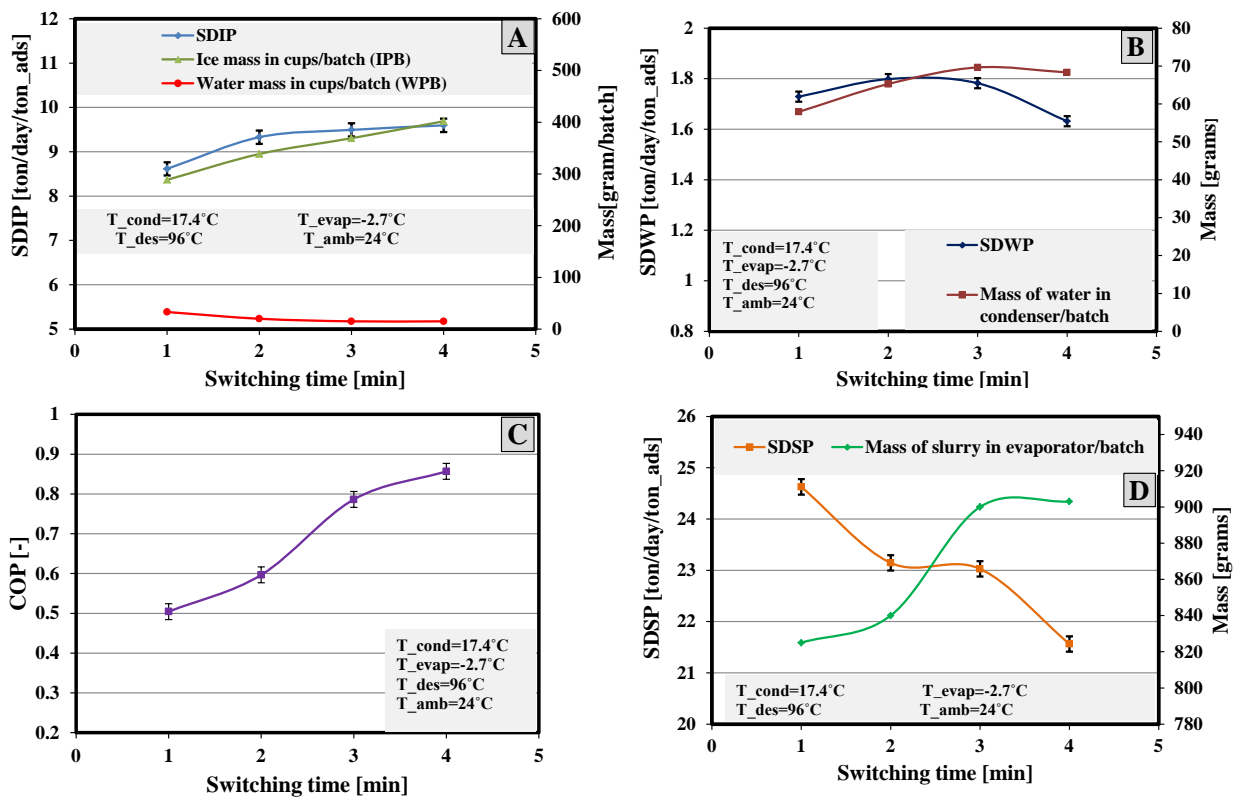 A
SDIP
Ice mass in cups/batch (IPB)
Water mass in cups/batch (WPB)
T_cond=17.4˚C T_evap=-2.7˚C
T_des=96˚C T_amb=24˚C
SDIP [ton/day/ton_ads]
12
11
10
9
8
7
6
5
Mass[gram/batch]
600
500
400
300
200
100
0
0 1 2 3 4 5
Switching time [min]
B
SDWP [ton/day/ton_ads]
2
1.8
1.6
1.4
1.2
1
0.8
Mass [grams]
80
70
60
50
40
30
20
10
0
T_cond=17.4˚C
T_evap=-2.7˚C
T_des=96˚C
T_amb=24˚C
SDWP
Mass of water in
condenser/batch
0 1 2 3 4 5
Switching time [min]
C
COP [-]
1
0.9
0.8
0.7
0.6
0.5
0.4
0.3
0.2
T_cond=17.4˚C
T_evap=-2.7˚C
T_des=96˚C
T_amb=24˚C
0 1 2 3 4 5
Switching time [min]
SDSP Mass of slurry in evaporator/batch
D
SDSP [ton/day/ton_ads]
26
25
24
23
22
21
20
Mass [grams]
940
920
900
880
860
840
820
800
780
T_cond=17.4˚C T_evap=-2.7˚C
T_des=96˚C T_amb=24˚C
0 1 2 3 4 5
Switching time [min]